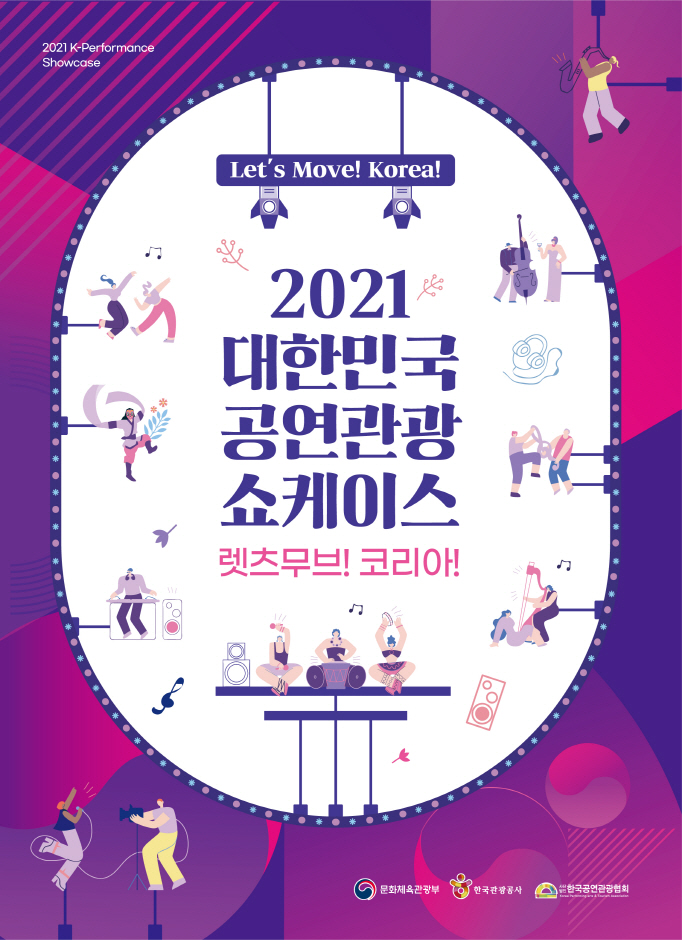 2021 K-Performance
Showcase
Let's Move! Korea!
2021
대한민국
공연관광
쇼케이스
렛츠무브! 코리아!
문화체육관광부
한국관광공사
한국공연관광협회